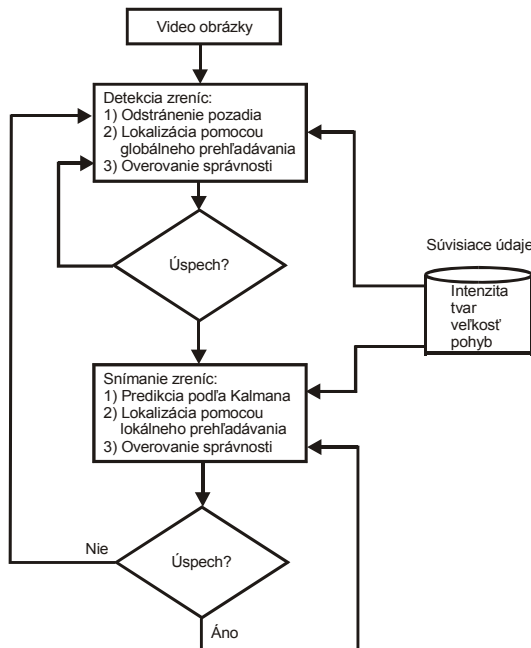 Video obrázky
Detekcia zreníc:
1) Odstránenie pozadia
2) Lokalizácia pomocou
globálneho prehľadávania
3) Overovanie správnosti
Úspech?
Súvisiace údaje
Intenzita
tvar
veľkosť
pohyb
Snímanie zreníc:
1) Predikcia podľa Kalmana
2) Lokalizácia pomocou
lokálneho prehľadávania
3) Overovanie správnosti
Nie
Úspech?
Áno